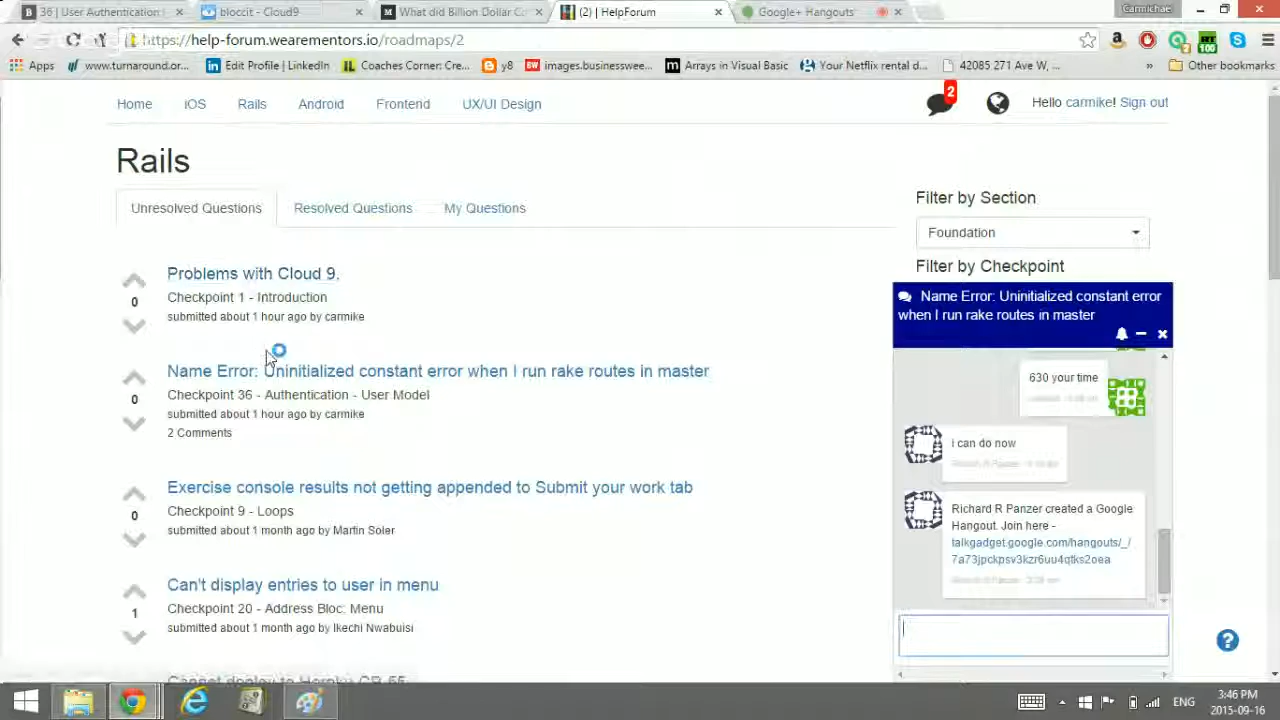 36 | User Authentication
bloccit - Cloud9
What did Billion Dollar C
(2) | HelpForum
Google+ Hangouts
Carmichae
https://help-forum.wearementors.io/roadmaps/2
Apps
www.turnaround.or...
Edit Profile | LinkedIn
Coaches Corner: Cre...
y8
images.businesswee...
Arrays in Visual Basic
Your Netflix rental d...
42085 271 Ave W, ...
»
Other bookmarks
Home
iOS
Rails
Android
Frontend
UX/UI Design
2
Hello carmike! Sign out
Rails
Unresolved Questions
Resolved Questions
My Questions
Filter by Section
Foundation
Filter by Checkpoint
Problems with Cloud 9.
0
Checkpoint 1 - Introduction
submitted about 1 hour ago by carmike
Name Error: Uninitialized constant error when I run rake routes in master
0
Checkpoint 36 - Authentication - User Model
submitted about 1 hour ago by carmike
2 Comments
Exercise console results not getting appended to Submit your work tab
0
Checkpoint 9 - Loops
submitted about 1 month ago by Martin Soler
Can't display entries to user in menu
1
Checkpoint 20 - Address Bloc: Menu
submitted about 1 month ago by Ikechi Nwabuisi
Name Error: Uninitialized constant error
when I run rake routes in master
630 your time
i can do now
Richard R Panzer created a Google
Hangout. Join here -
talkgadget.google.com/hangouts/_/
7a73jpckpsv3kzr6uu4qtks2oea
ENG
3:46 PM
2015-09-16